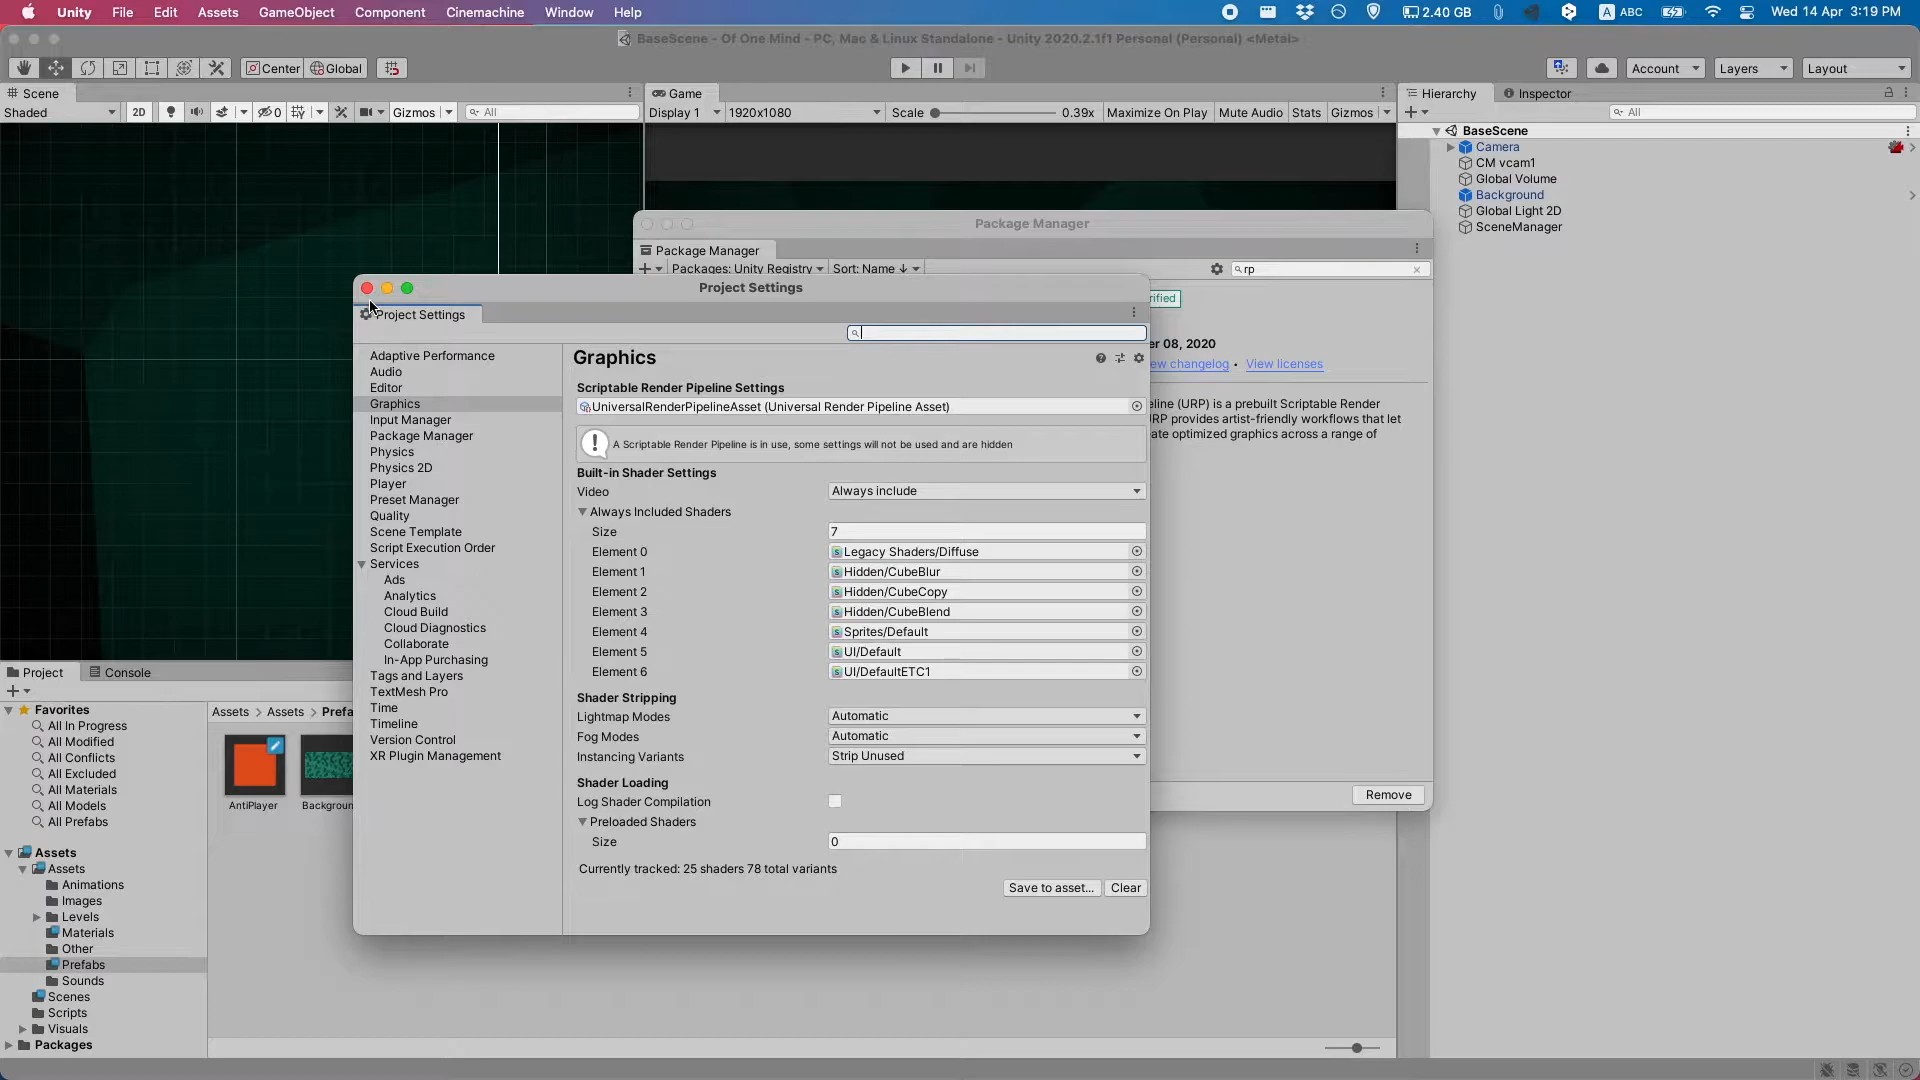 Unity File Edit Assets GameObject Component Cinemachine Window Help 2.40 GB A ABC Wed 14 Apr 3:19 PM
BaseScene - Of One Mind - PC, Mac & Linux Standalone - Unity 2020.2.1f1 Personal (Personal) <Metal>
Center Global Account Layers Layout
Scene Game Hierarchy Inspector
Shaded 2D 0 Gizmos All Display 1 1920x1080 Scale 0.39x Maximize On Play Mute Audio Stats Gizmos All
BaseScene
Camera
CM vcam1
Global Volume
Background
Global Light 2D
SceneManager
Package Manager
Package Manager
Packages: Unity Registry Sort: Name ↓ rp
rified
er 08, 2020
ew changelog • View licenses
eline (URP) is a prebuilt Scriptable Render
URP provides artist-friendly workflows that let
ate optimized graphics across a range of
Remove
Project Settings
Project Settings
Adaptive Performance
Audio
Editor
Graphics
Input Manager
Package Manager
Physics
Physics 2D
Player
Preset Manager
Quality
Scene Template
Script Execution Order
Services
Ads
Analytics
Cloud Build
Cloud Diagnostics
Collaborate
In-App Purchasing
Tags and Layers
TextMesh Pro
Time
Timeline
Version Control
XR Plugin Management
Graphics
Scriptable Render Pipeline Settings
UniversalRenderPipelineAsset (Universal Render Pipeline Asset)
A Scriptable Render Pipeline is in use, some settings will not be used and are hidden
Built-in Shader Settings
Video Always include
Always Included Shaders
Size 7
Element 0 Legacy Shaders/Diffuse
Element 1 Hidden/CubeBlur
Element 2 Hidden/CubeCopy
Element 3 Hidden/CubeBlend
Element 4 Sprites/Default
Element 5 UI/Default
Element 6 UI/DefaultETC1
Shader Stripping
Lightmap Modes Automatic
Fog Modes Automatic
Instancing Variants Strip Unused
Shader Loading
Log Shader Compilation
Preloaded Shaders
Size 0
Currently tracked: 25 shaders 78 total variants
Save to asset... Clear
Project Console
Favorites
All In Progress
All Modified
All Conflicts
All Excluded
All Materials
All Models
All Prefabs
Assets
Assets
Animations
Images
Levels
Materials
Other
Prefabs
Sounds
Scenes
Scripts
Visuals
Packages
Assets > Assets > Prefa
AntiPlayer Backgroun